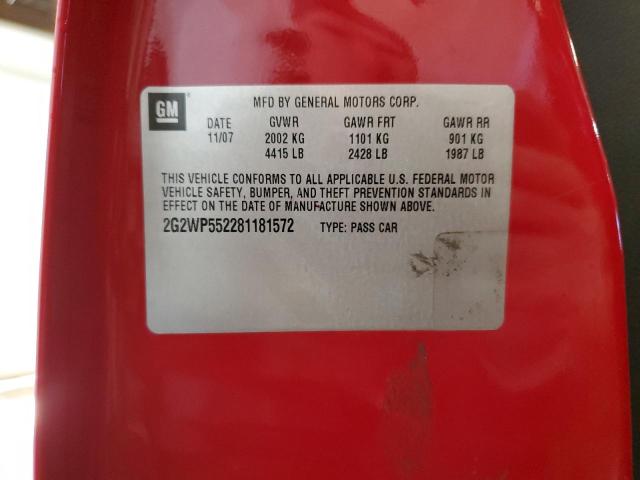 GM
MFD BY GENERAL MOTORS CORP.
DATE GVWR GAWR FRT GAWR RR
11/07 2002 KG 1101 KG 901 KG
4415 LB 2428 LB 1987 LB
THIS VEHICLE CONFORMS TO ALL APPLICABLE U.S. FEDERAL MOTOR
VEHICLE SAFETY, BUMPER, AND THEFT PREVENTION STANDARDS IN
EFFECT ON THE DATE OF MANUFACTURE SHOWN ABOVE.
2G2WP552281181572 TYPE: PASS CAR